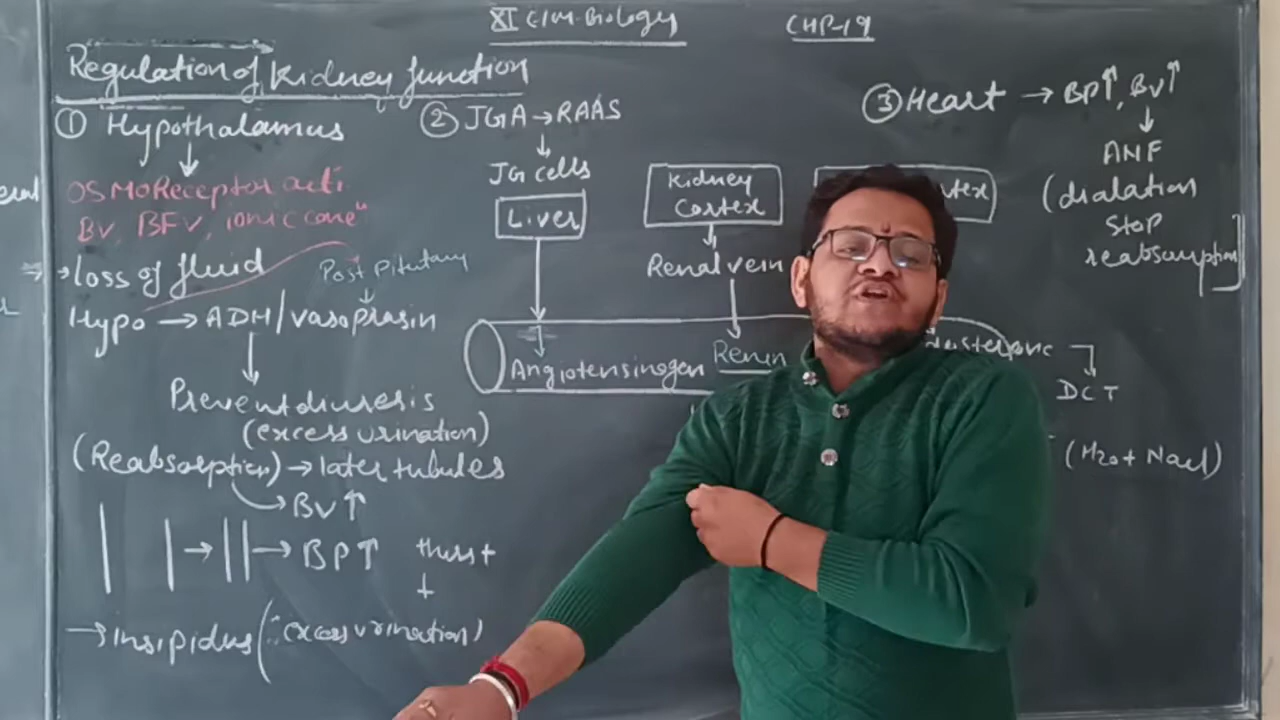 XI CIM-Biology
CHP-19
Regulation of Kidney function
① Hypothalamus
OSMOReceptor acti.
BV, BFV, ionic conc"
loss of fluid
Post Pitutary
Hypo → ADH/vasoprasin
Prevent diuresis
(excess urination)
(Reabsorption) → later tubules
BV↑
→ → BP↑
thirst
→ insipidus (∵ excess urination)
② JGA → RAAS
JG cells
Liver
Kidney
Cortex
Renal vein
Angiotensinogen Renin
③ Heart → BP↑, BV↑
ANF
(dialation
stop
reabsorption]
DCT
(H2O + Nacl)